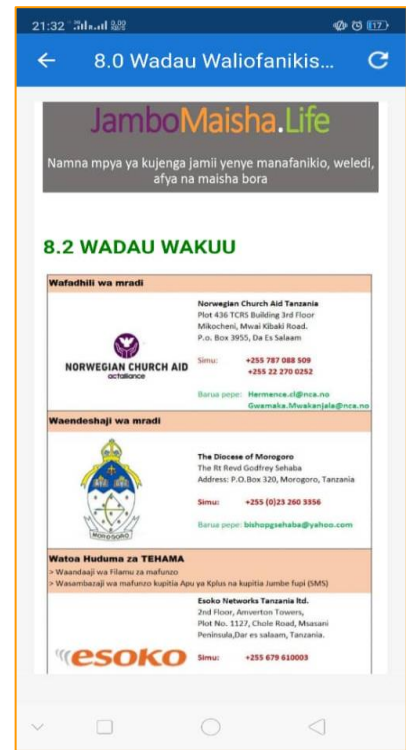 21:32
17
8.0 Wadau Waliofanikis...
JamboMaisha.Life
Namna mpya ya kujenga jamii yenye manafanikio, weledi,
afya na maisha bora
8.2 WADAU WAKUU
Wafadhili wa mradi
NORWEGIAN CHURCH AID
actalliance
Norwegian Church Aid Tanzania
Plot 436 TCRS Building 3rd Floor
Mikocheni, Mwai Kibaki Road.
P.o. Box 3955, Da Es Salaam
Simu: +255 787 088 509
+255 22 270 0252
Barua pepe: Hermence.cl@nca.no
Gwamaka.Mwakanjala@nca.no
Waendeshaji wa mradi
MOROGORO
The Diocese of Morogoro
The Rt Revd Godfrey Sehaba
Address: P.O.Box 320, Morogoro, Tanzania
Simu: +255 (0)23 260 3356
Barua pepe: bishopgsehaba@yahoo.com
Watoa Huduma za TEHAMA
> Waandaaji wa Filamu za mafunzo
> Wasambazaji wa mafunzo kupitia Apu ya Kplus na kupitia Jumbe fupi (SMS)
esoko
Esoko Networks Tanzania ltd.
2nd Floor, Amverton Towers,
Plot No. 1127, Chole Road, Msasani
Peninsula,Dar es salaam, Tanzania.
Simu: +255 679 610003